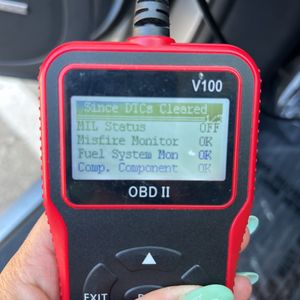 V100
Since DTCs Cleared
MIL Status OFF
Misfire Monitor OK
Fuel System Mon OK
Comp. Component OK
OBD II
EXIT